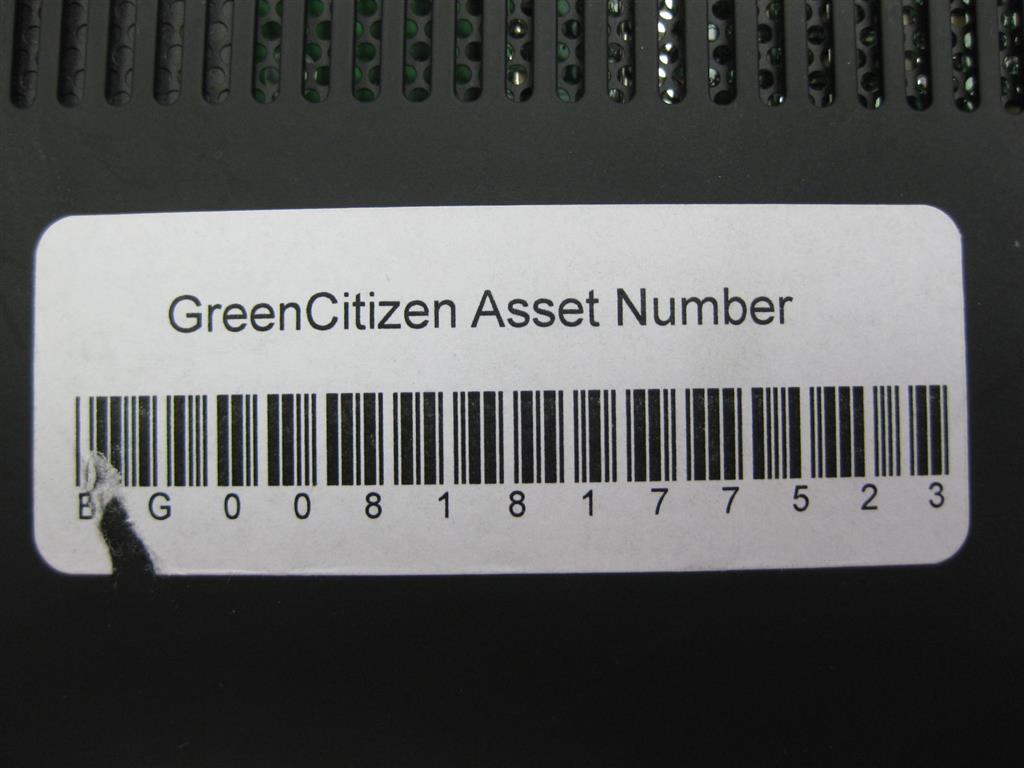 GreenCitizen Asset Number
B G 0 0 8 1 8 1 7 7 5 2 3